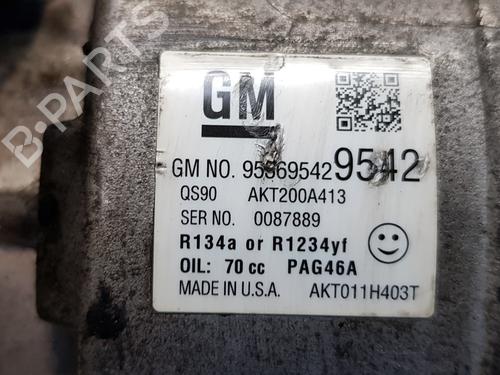 GM
GM NO. 95369542 9542
QS90 AKT200A413
SER NO. 0087889
R134a or R1234yf
OIL: 70 cc PAG46A
MADE IN U.S.A. AKT011H403T
B-PARTS